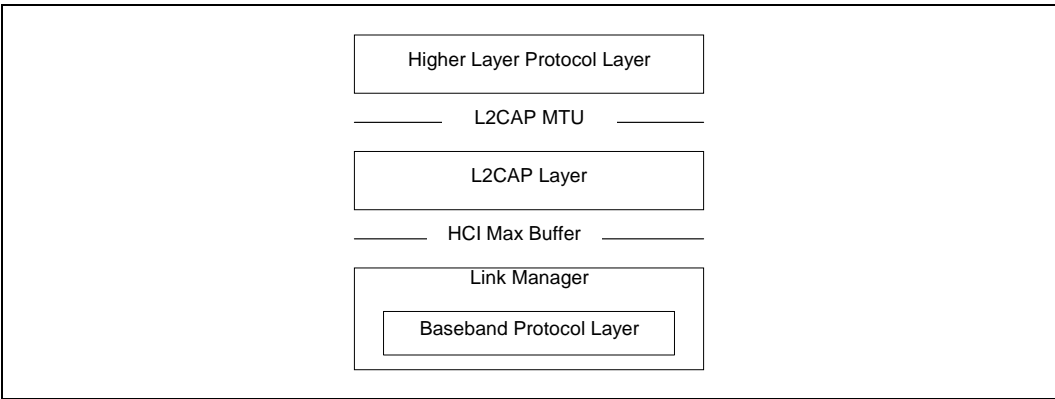 Higher Layer Protocol Layer
L2CAP MTU
L2CAP Layer
HCI Max Buffer
Link Manager
Baseband Protocol Layer